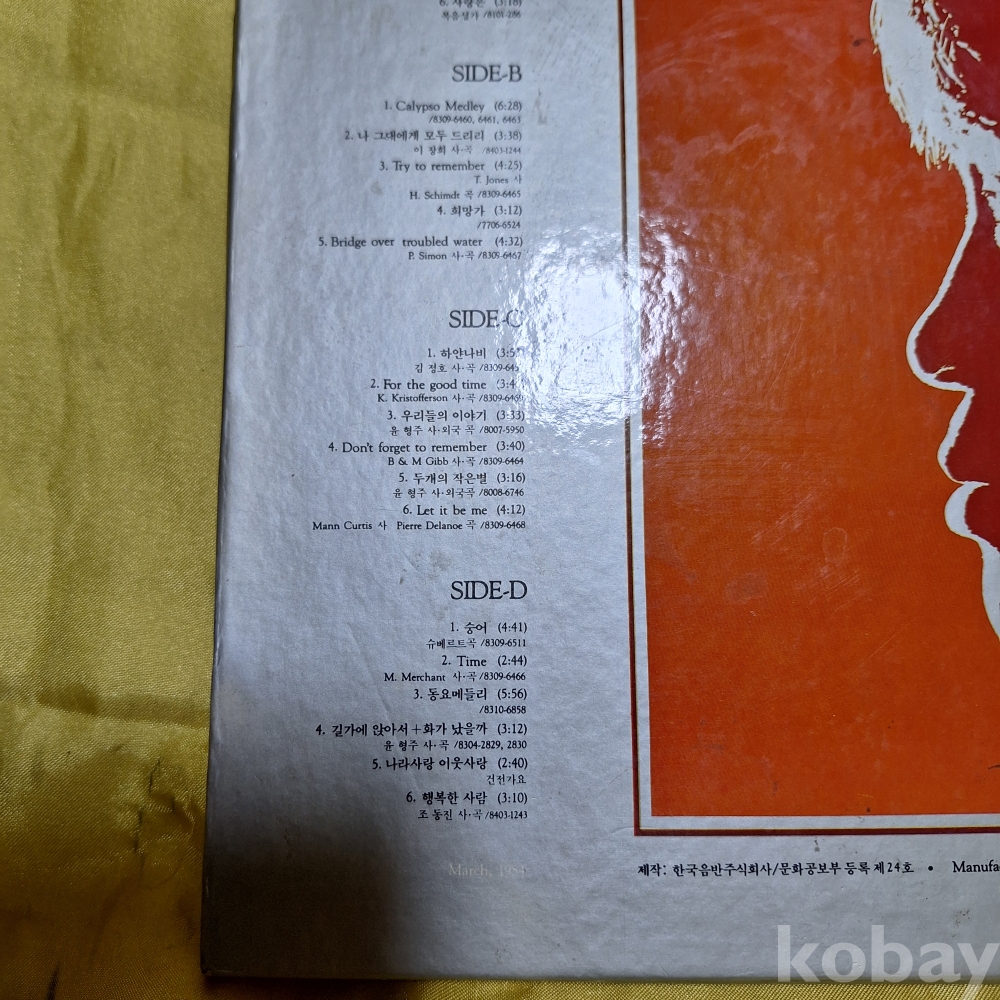 6. 사랑은 (3:18)
복음성가 /8101-286
SIDE-B
1. Calypso Medley (6:28)
/8309-6460, 6461, 6463
2. 나 그대에게 모두 드리리 (3:38)
이 장희 사·곡 /8403-1244
3. Try to remember (4:25)
T. Jones 사
H. Schimdt 곡 /8309-6465
4. 희망가 (3:12)
/7706-6524
5. Bridge over troubled water (4:32)
P. Simon 사·곡 /8309-6467
SIDE-C
1. 하얀나비
김 정호 사·곡
2. For the good time
K. Kristofferson 사·곡 /8309-6469
3. 우리들의 이야기 (3:33)
윤 형주 사·외국 곡 /8007-5950
4. Don't forget to remember (3:40)
B & M Gibb 사·곡 /8309-6464
5. 두개의 작은별 (3:16)
윤 형주 사·외국곡 /8008-6746
6. Let it be me (4:12)
Mann Curtis 사 Pierre Delanoe 곡 /8309-6468
SIDE-D
1. 숭어 (4:41)
슈베르트곡 /8309-6511
2. Time (2:44)
M. Merchant 사·곡 /8309-6466
3. 동요메들리 (5:56)
/8310-6858
4. 길가에 앉아서 + 화가 났을까 (3:12)
윤 형주 사·곡 /8304-2829, 2830
5. 나라사랑 이웃사랑 (2:40)
건전가요
6. 행복한 사람 (3:10)
조 동진 사·곡 /8403-1243
March, 1984
제작: 한국음반주식회사/문화공보부 등록 제24호 • Manufa
kobay